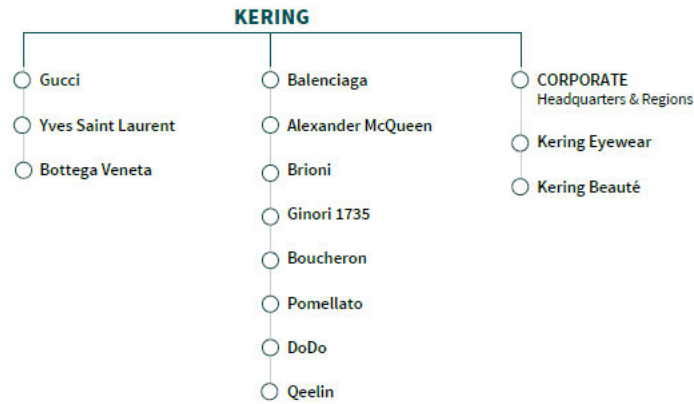 KERING
Gucci
Yves Saint Laurent
Bottega Veneta
Balenciaga
Alexander McQueen
Brioni
Ginori 1735
Boucheron
Pomellato
DoDo
Qeelin
CORPORATE
Headquarters & Regions
Kering Eyewear
Kering Beauté